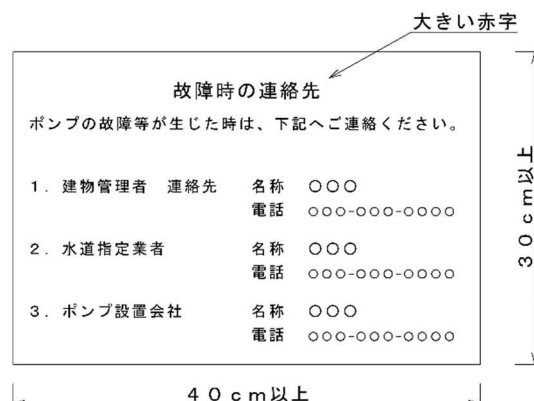 大きい赤字
故障時の連絡先
ポンプの故障等が生じた時は、下記へご連絡ください。
1. 建物管理者 連絡先 名称 ○○○
電話 ○○○-○○○-○○○○
2. 水道指定業者 名称 ○○○
電話 ○○○-○○○-○○○○
3. ポンプ設置会社 名称 ○○○
電話 ○○○-○○○-○○○○
30cm以上
40cm以上